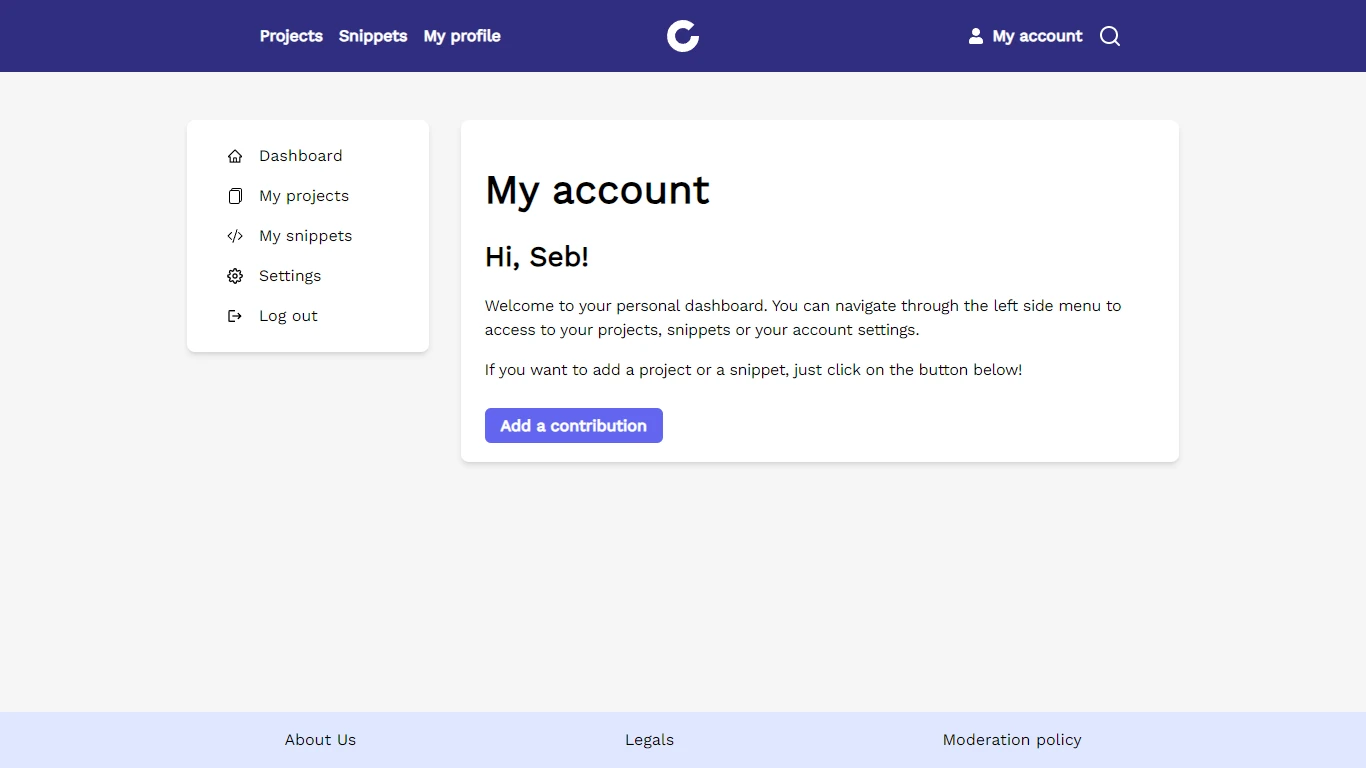 Projects Snippets My profile
My account
Dashboard
My projects
My snippets
Settings
Log out
My account
Hi, Seb!
Welcome to your personal dashboard. You can navigate through the left side menu to
access to your projects, snippets or your account settings.
If you want to add a project or a snippet, just click on the button below!
Add a contribution
About Us
Legals
Moderation policy